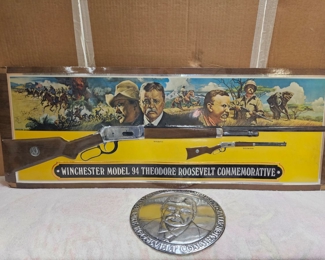 • WINCHESTER MODEL 94 THEODORE ROOSEVELT COMMEMORATIVE •